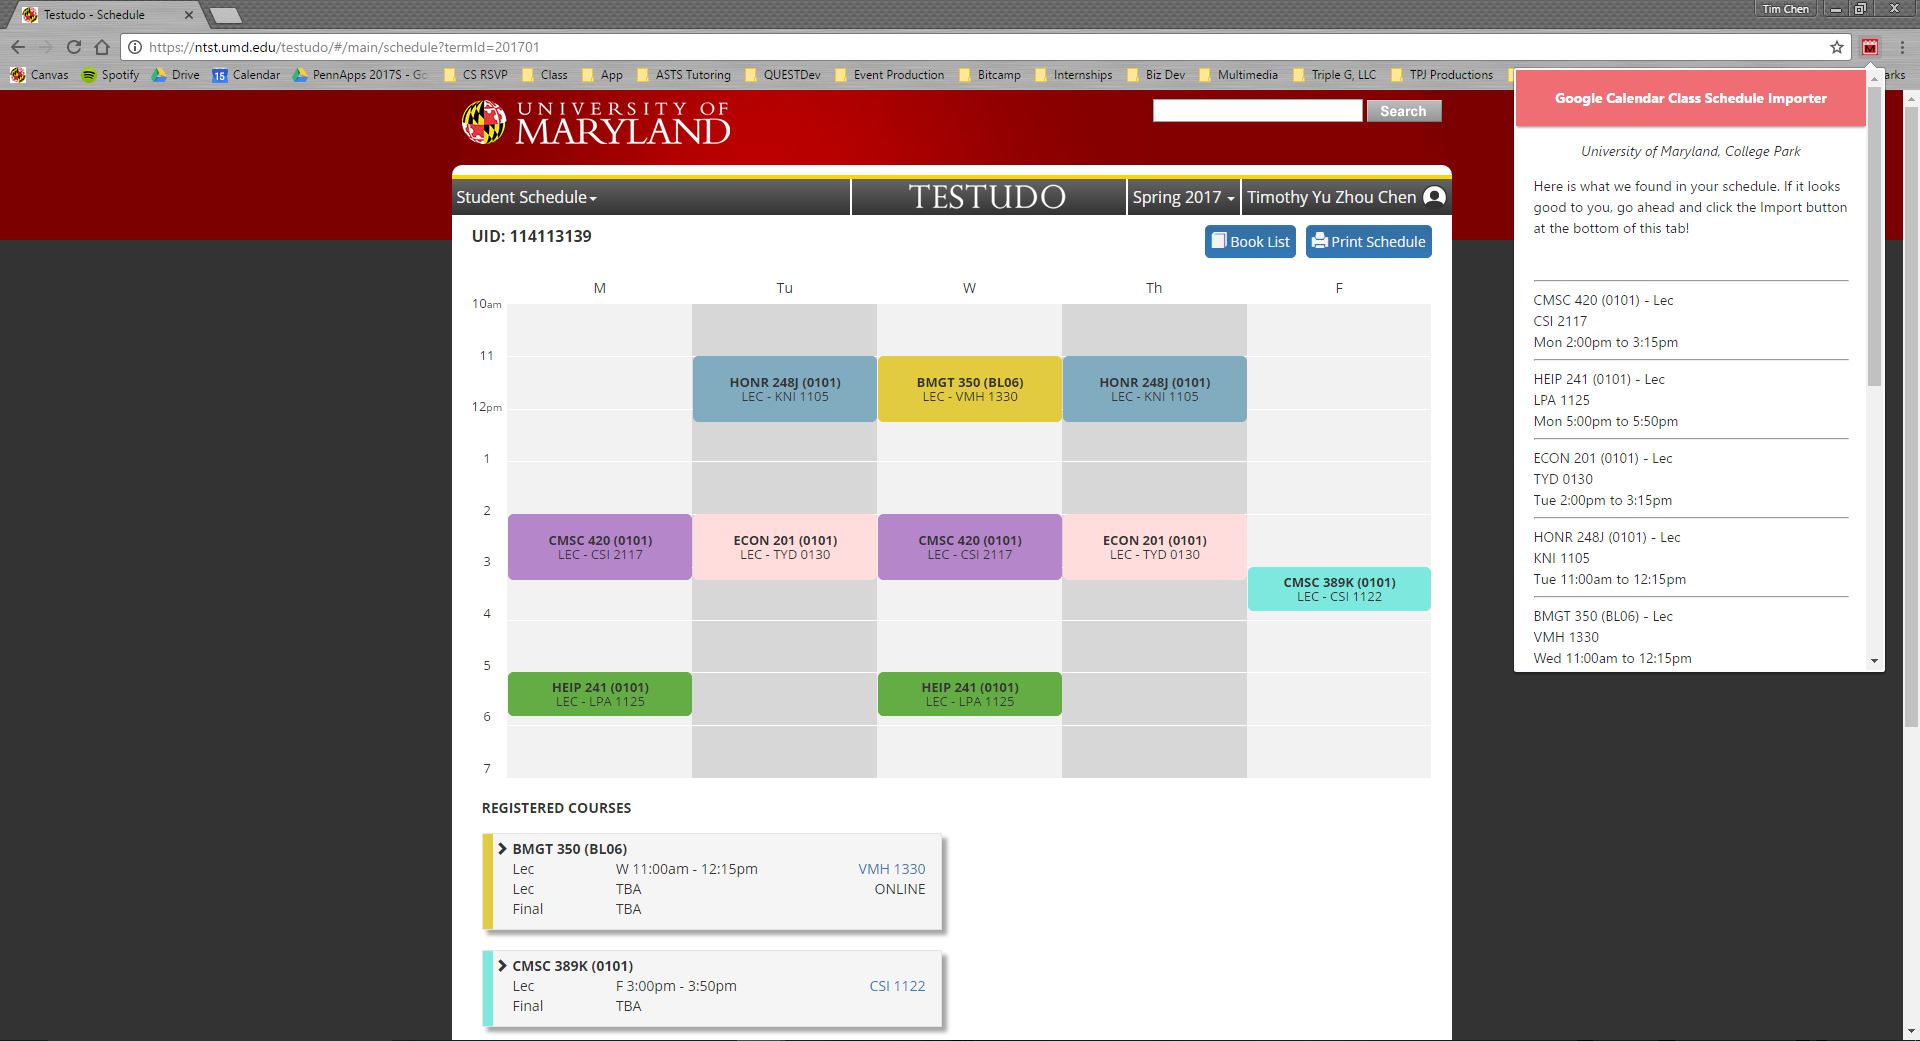 Testudo - Schedule
Tim Chen
https://ntst.umd.edu/testudo/#/main/schedule?termId=201701
Canvas Spotify Drive Calendar PennApps 2017S - Go CS RSVP Class App ASTS Tutoring QUESTDev Event Production Bitcamp Internships Biz Dev Multimedia Triple G, LLC TPJ Productions arks
UNIVERSITY OF
MARYLAND
Search
Student Schedule
TESTUDO
Spring 2017
Timothy Yu Zhou Chen
UID: 114113139
Book List
Print Schedule
M Tu W Th F
10am
11
HONR 248J (0101)
LEC - KNI 1105
BMGT 350 (BL06)
LEC - VMH 1330
HONR 248J (0101)
LEC - KNI 1105
12pm
1
2
CMSC 420 (0101)
LEC - CSI 2117
ECON 201 (0101)
LEC - TYD 0130
CMSC 420 (0101)
LEC - CSI 2117
ECON 201 (0101)
LEC - TYD 0130
3
CMSC 389K (0101)
LEC - CSI 1122
4
5
HEIP 241 (0101)
LEC - LPA 1125
HEIP 241 (0101)
LEC - LPA 1125
6
7
REGISTERED COURSES
BMGT 350 (BL06)
Lec W 11:00am - 12:15pm VMH 1330
Lec TBA ONLINE
Final TBA
CMSC 389K (0101)
Lec F 3:00pm - 3:50pm CSI 1122
Final TBA
Google Calendar Class Schedule Importer
University of Maryland, College Park
Here is what we found in your schedule. If it looks
good to you, go ahead and click the Import button
at the bottom of this tab!
CMSC 420 (0101) - Lec
CSI 2117
Mon 2:00pm to 3:15pm
HEIP 241 (0101) - Lec
LPA 1125
Mon 5:00pm to 5:50pm
ECON 201 (0101) - Lec
TYD 0130
Tue 2:00pm to 3:15pm
HONR 248J (0101) - Lec
KNI 1105
Tue 11:00am to 12:15pm
BMGT 350 (BL06) - Lec
VMH 1330
Wed 11:00am to 12:15pm